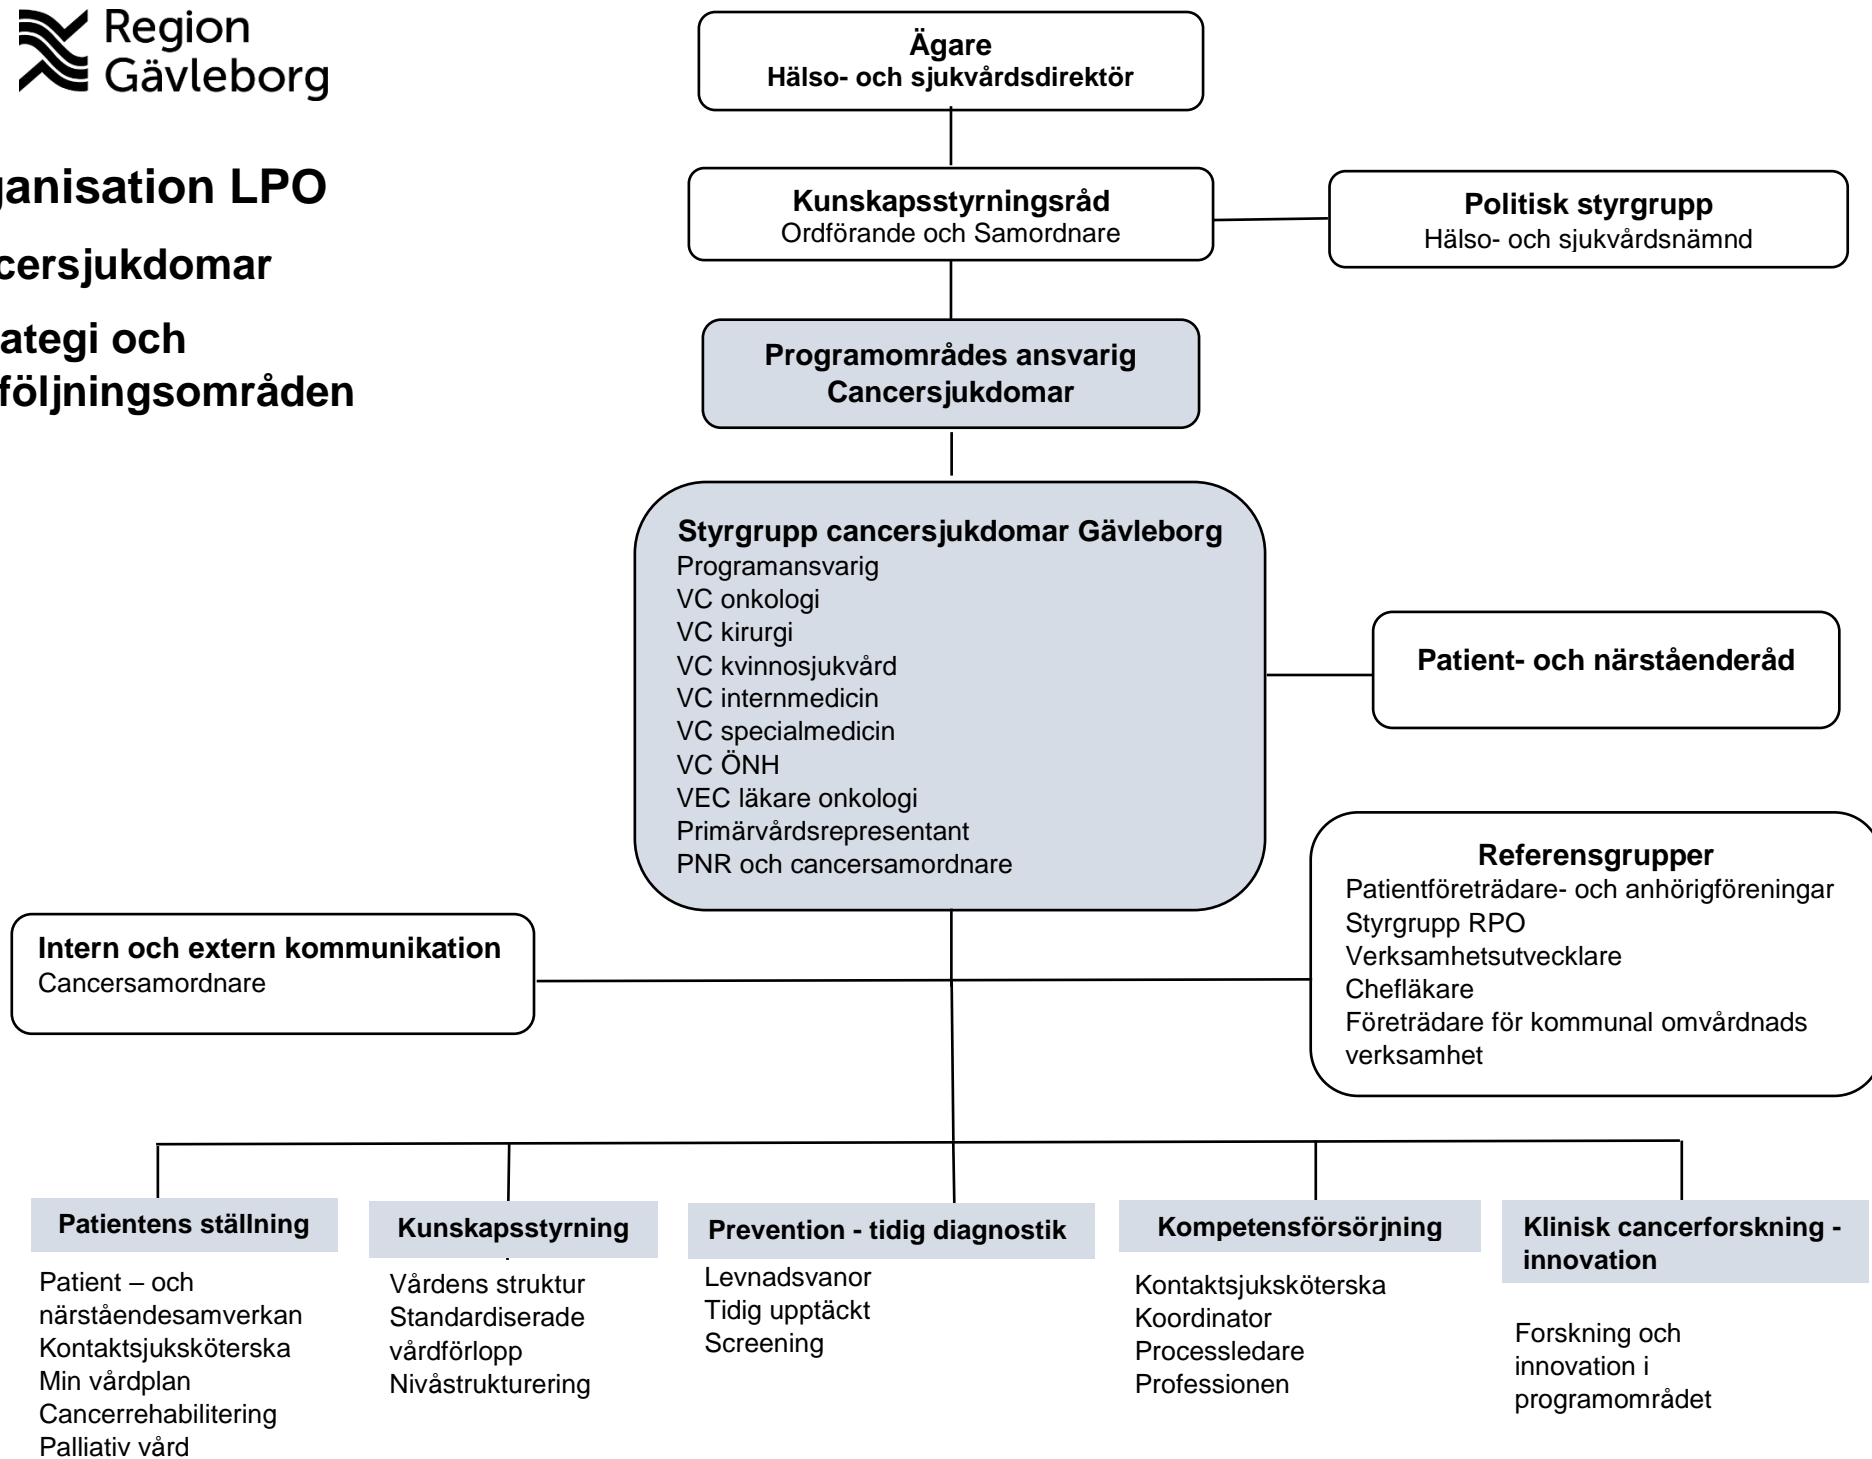 Region
Gävleborg
ganisation LPO
cersjukdomar
ategi och
följningsområden
Ägare
Hälso- och sjukvårdsdirektör
Kunskapsstyrningsråd
Ordförande och Samordnare
Politisk styrgrupp
Hälso- och sjukvårdsnämnd
Programområdes ansvarig
Cancersjukdomar
Styrgrupp cancersjukdomar Gävleborg
Programansvarig
VC onkologi
VC kirurgi
VC kvinnosjukvård
VC internmedicin
VC specialmedicin
VC ÖNH
VEC läkare onkologi
Primärvårdsrepresentant
PNR och cancersamordnare
Patient- och närståenderåd
Referensgrupper
Patientföreträdare- och anhörigföreningar
Styrgrupp RPO
Verksamhetsutvecklare
Chefläkare
Företrädare för kommunal omvårdnads
verksamhet
Intern och extern kommunikation
Cancersamordnare
Patientens ställning
Patient – och
närståendesamverkan
Kontaktsjuksköterska
Min vårdplan
Cancerrehabilitering
Palliativ vård
Kunskapsstyrning
Vårdens struktur
Standardiserade
vårdförlopp
Nivåstrukturering
Prevention - tidig diagnostik
Levnadsvanor
Tidig upptäckt
Screening
Kompetensförsörjning
Kontaktsjuksköterska
Koordinator
Processledare
Professionen
Klinisk cancerforskning -
innovation
Forskning och
innovation i
programområdet